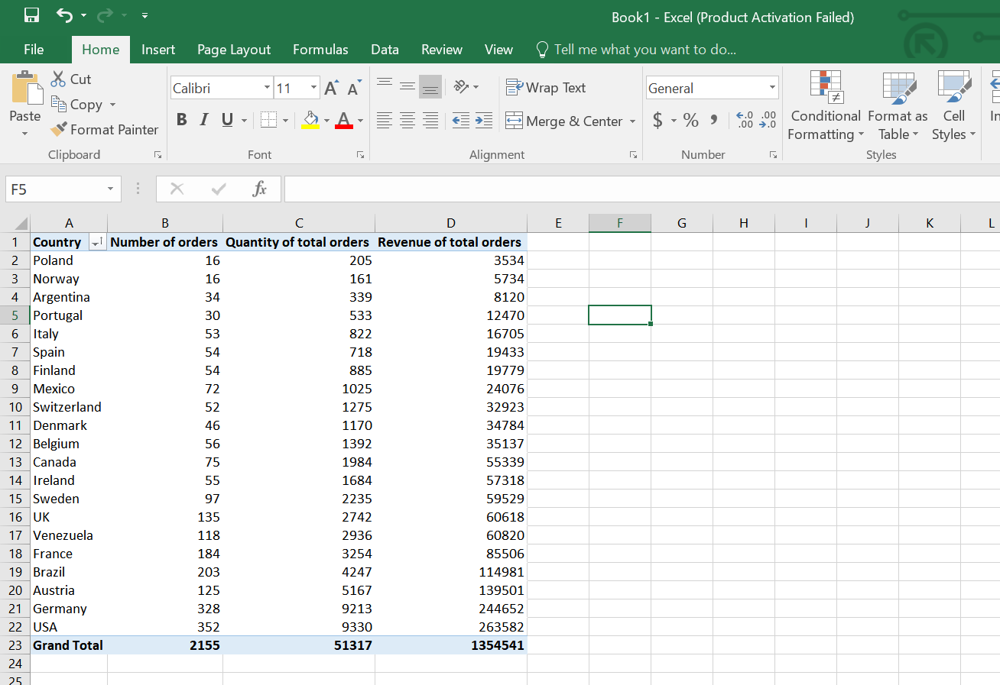 Book1 - Excel (Product Activation Failed)
File Home Insert Page Layout Formulas Data Review View Tell me what you want to do...
Paste
Cut
Copy
Format Painter
Clipboard
Calibri 11 A A
B I U A
Font
Wrap Text
Merge & Center
Alignment
General
$ % , ←.0 .00 .00 →.0
Number
Conditional Formatting
Format as Table
Cell Styles
Styles
In
F5 fx
A B C D E F G H I J K L
1 Country Number of orders Quantity of total orders Revenue of total orders
2 Poland 16 205 3534
3 Norway 16 161 5734
4 Argentina 34 339 8120
5 Portugal 30 533 12470
6 Italy 53 822 16705
7 Spain 54 718 19433
8 Finland 54 885 19779
9 Mexico 72 1025 24076
10 Switzerland 52 1275 32923
11 Denmark 46 1170 34784
12 Belgium 56 1392 35137
13 Canada 75 1984 55339
14 Ireland 55 1684 57318
15 Sweden 97 2235 59529
16 UK 135 2742 60618
17 Venezuela 118 2936 60820
18 France 184 3254 85506
19 Brazil 203 4247 114981
20 Austria 125 5167 139501
21 Germany 328 9213 244652
22 USA 352 9330 263582
23 Grand Total 2155 51317 1354541
24
25